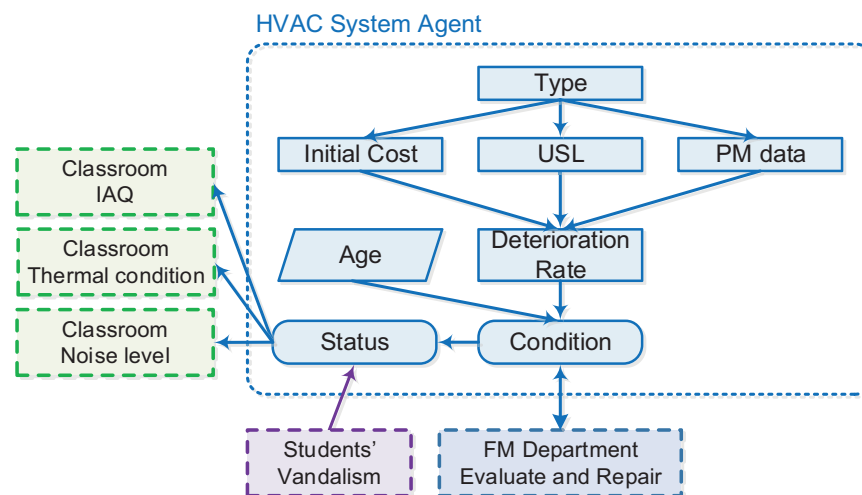 HVAC System Agent
Type
Initial Cost
USL
PM data
Classroom
IAQ
Classroom
Thermal condition
Age
Deterioration
Rate
Classroom
Noise level
Status
Condition
Students'
Vandalism
FM Department
Evaluate and Repair